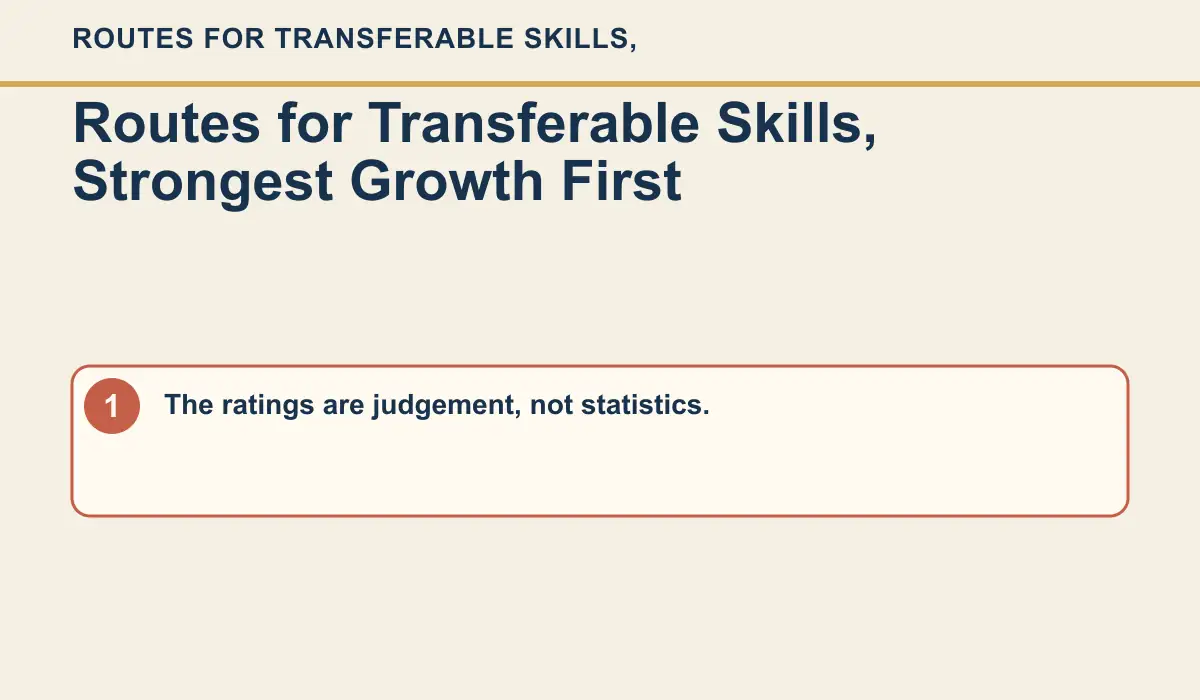 ROUTES FOR TRANSFERABLE SKILLS,
Routes for Transferable Skills,
Strongest Growth First
1 The ratings are judgement, not statistics.